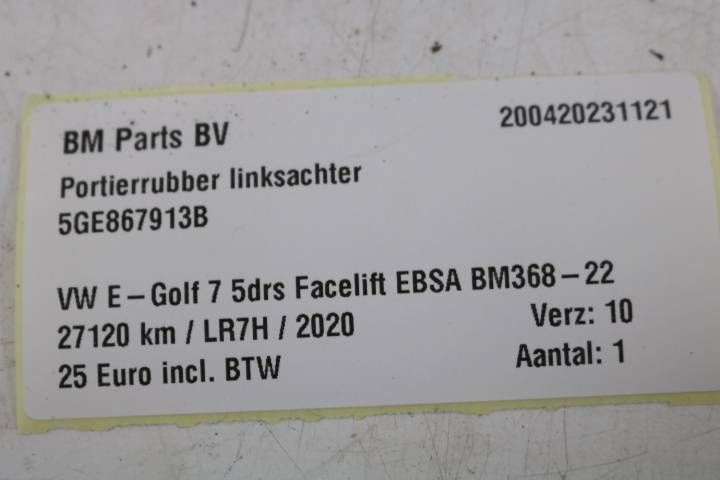 BM Parts BV 200420231121
Portierrubber linksachter
5GE867913B
VW E-Golf 7 5drs Facelift EBSA BM368-22
27120 km / LR7H / 2020 Verz: 10
25 Euro incl. BTW Aantal: 1